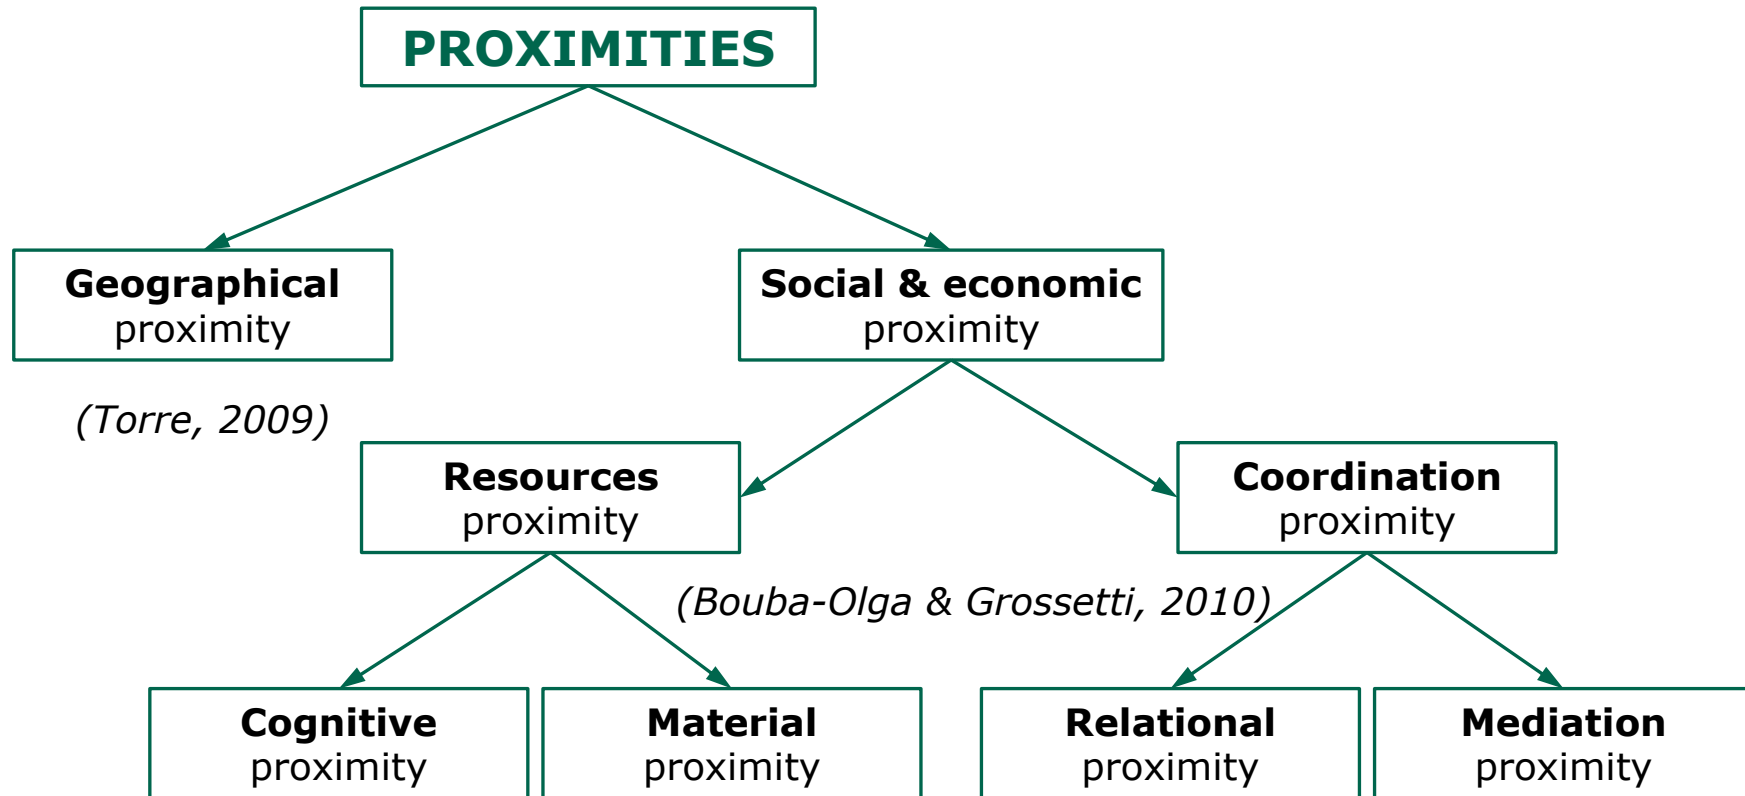 PROXIMITIES
Geographical
proximity
Social & economic
proximity
(Torre, 2009)
Resources
proximity
Coordination
proximity
(Bouba-Olga & Grossetti, 2010)
Cognitive
proximity
Material
proximity
Relational
proximity
Mediation
proximity